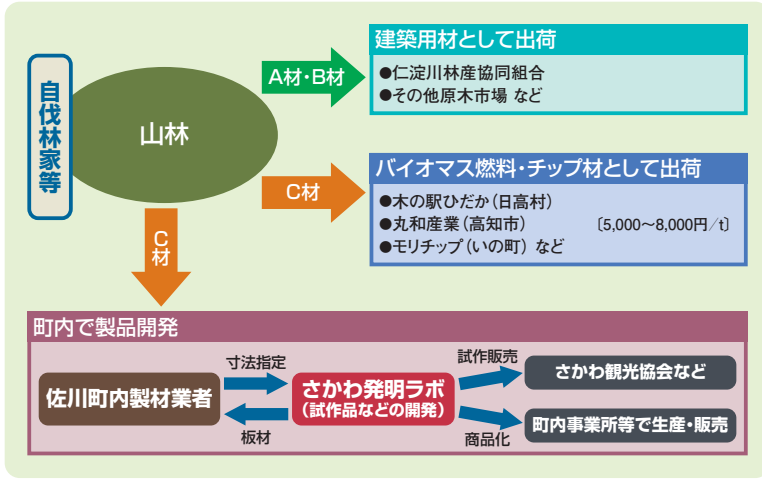 自伐林家等
山林
A材・B材
建築用材として出荷
●仁淀川林産協同組合
●その他原木市場 など
C材
バイオマス燃料・チップ材として出荷
●木の駅ひだか（日高村）
●丸和産業（高知市）　〔5,000～8,000円／t〕
●モリチップ（いの町） など
C材
町内で製品開発
佐川町内製材業者
寸法指定
板材
さかわ発明ラボ
（試作品などの開発）
試作販売
さかわ観光協会など
商品化
町内事業所等で生産・販売